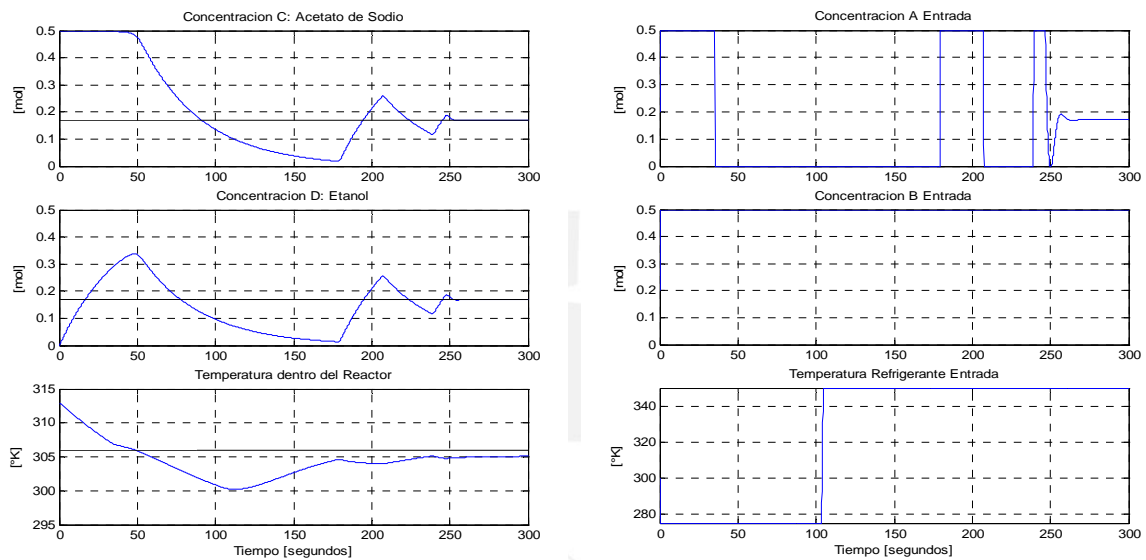 Concentracion C: Acetato de Sodio
[mol]
0.5
0.4
0.3
0.2
0.1
0
0 50 100 150 200 250 300
Concentracion D: Etanol
[mol]
0.5
0.4
0.3
0.2
0.1
0
0 50 100 150 200 250 300
Temperatura dentro del Reactor
[°K]
315
310
305
300
295
0 50 100 150 200 250 300
Tiempo [segundos]
Concentracion A Entrada
[mol]
0.5
0.4
0.3
0.2
0.1
0
0 50 100 150 200 250 300
Concentracion B Entrada
[mol]
0.5
0.4
0.3
0.2
0.1
0
0 50 100 150 200 250 300
Temperatura Refrigerante Entrada
[°K]
340
320
300
280
0 50 100 150 200 250 300
Tiempo [segundos]